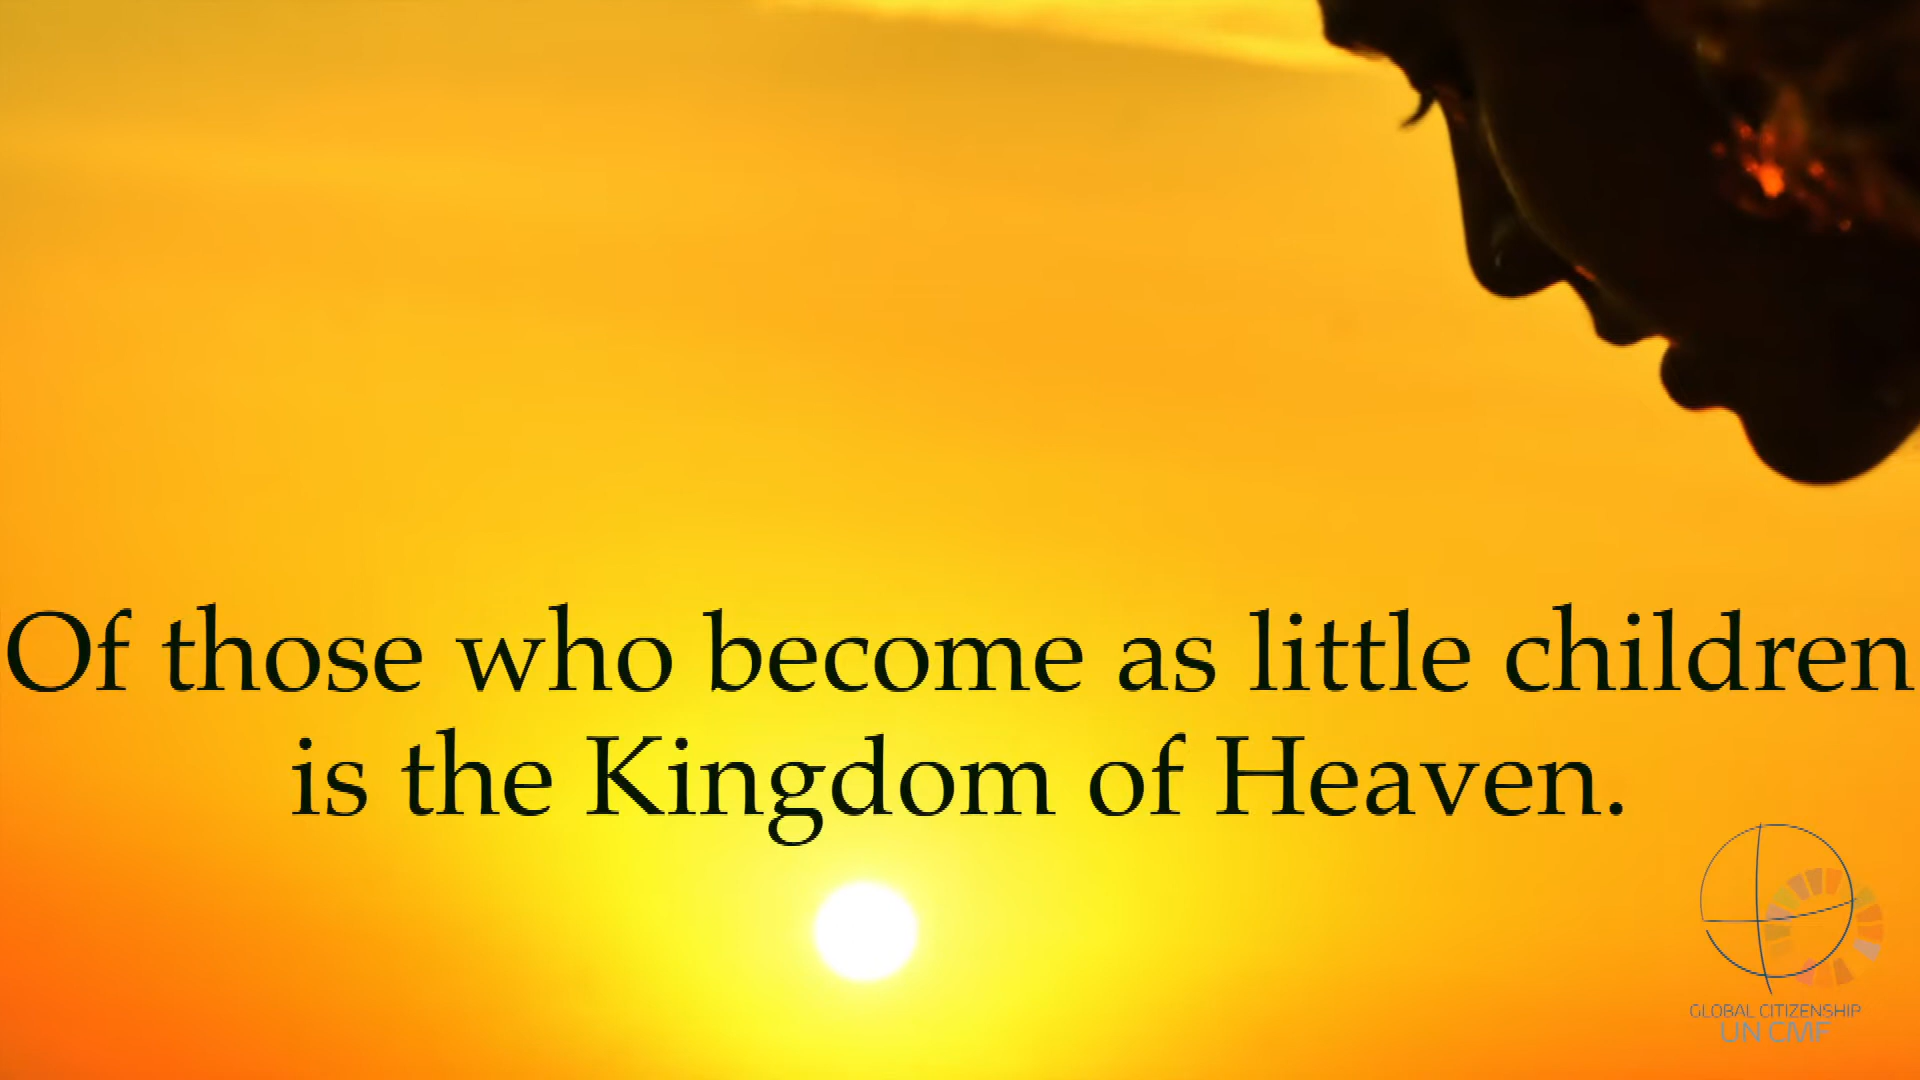 Of those who become as little children
is the Kingdom of Heaven.
GLOBAL CITIZENSHIP
UN CMF